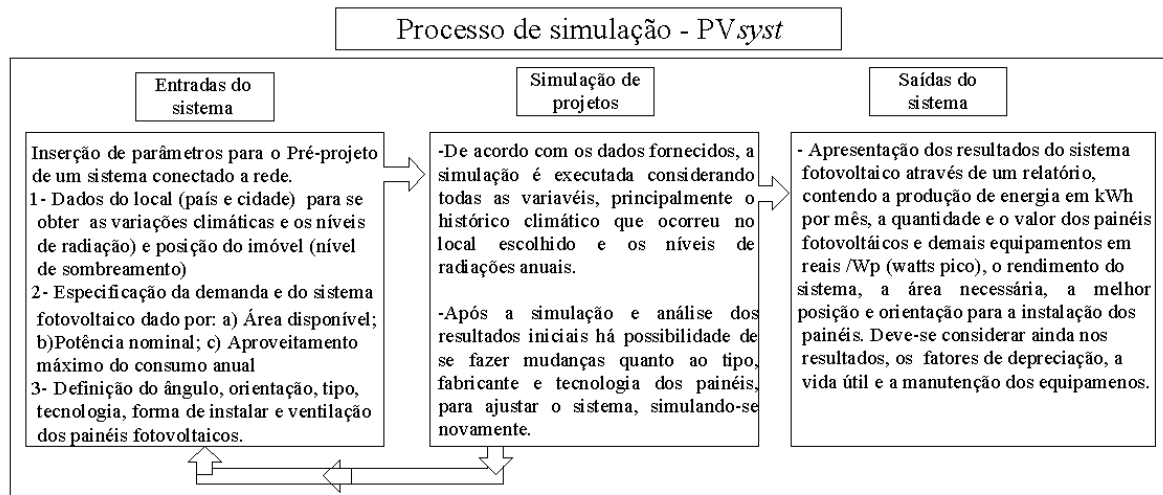 Processo de simulação - PVsyst
Entradas do
sistema
Inserção de parâmetros para o Pré-projeto
de um sistema conectado a rede.
1- Dados do local (país e cidade) para se
obter as variações climáticas e os níveis
de radiação) e posição do imóvel (nível
de sombreamento)
2- Especificação da demanda e do sistema
fotovoltaico dado por: a) Área disponível;
b)Potência nominal; c) Aproveitamento
máximo do consumo anual
3- Definição do ângulo, orientação, tipo,
tecnologia, forma de instalar e ventilação
dos painéis fotovoltaicos.
Simulação de
projetos
-De acordo com os dados fornecidos, a
simulação é executada considerando
todas as variavéis, principalmente o
histórico climático que ocorreu no
local escolhido e os níveis de
radiações anuais.
-Após a simulação e análise dos
resultados iniciais há possibilidade de
se fazer mudanças quanto ao tipo,
fabricante e tecnologia dos painéis,
para ajustar o sistema, simulando-se
novamente.
Saídas do
sistema
- Apresentação dos resultados do sistema
fotovoltaico através de um relatório,
contendo a produção de energia em kWh
por mês, a quantidade e o valor dos painéis
fotovoltáicos e demais equipamentos em
reais /Wp (watts pico), o rendimento do
sistema, a área necessária, a melhor
posição e orientação para a instalação dos
painéis. Deve-se considerar ainda nos
resultados, os fatores de depreciação, a
vida útil e a manutenção dos equipamenos.